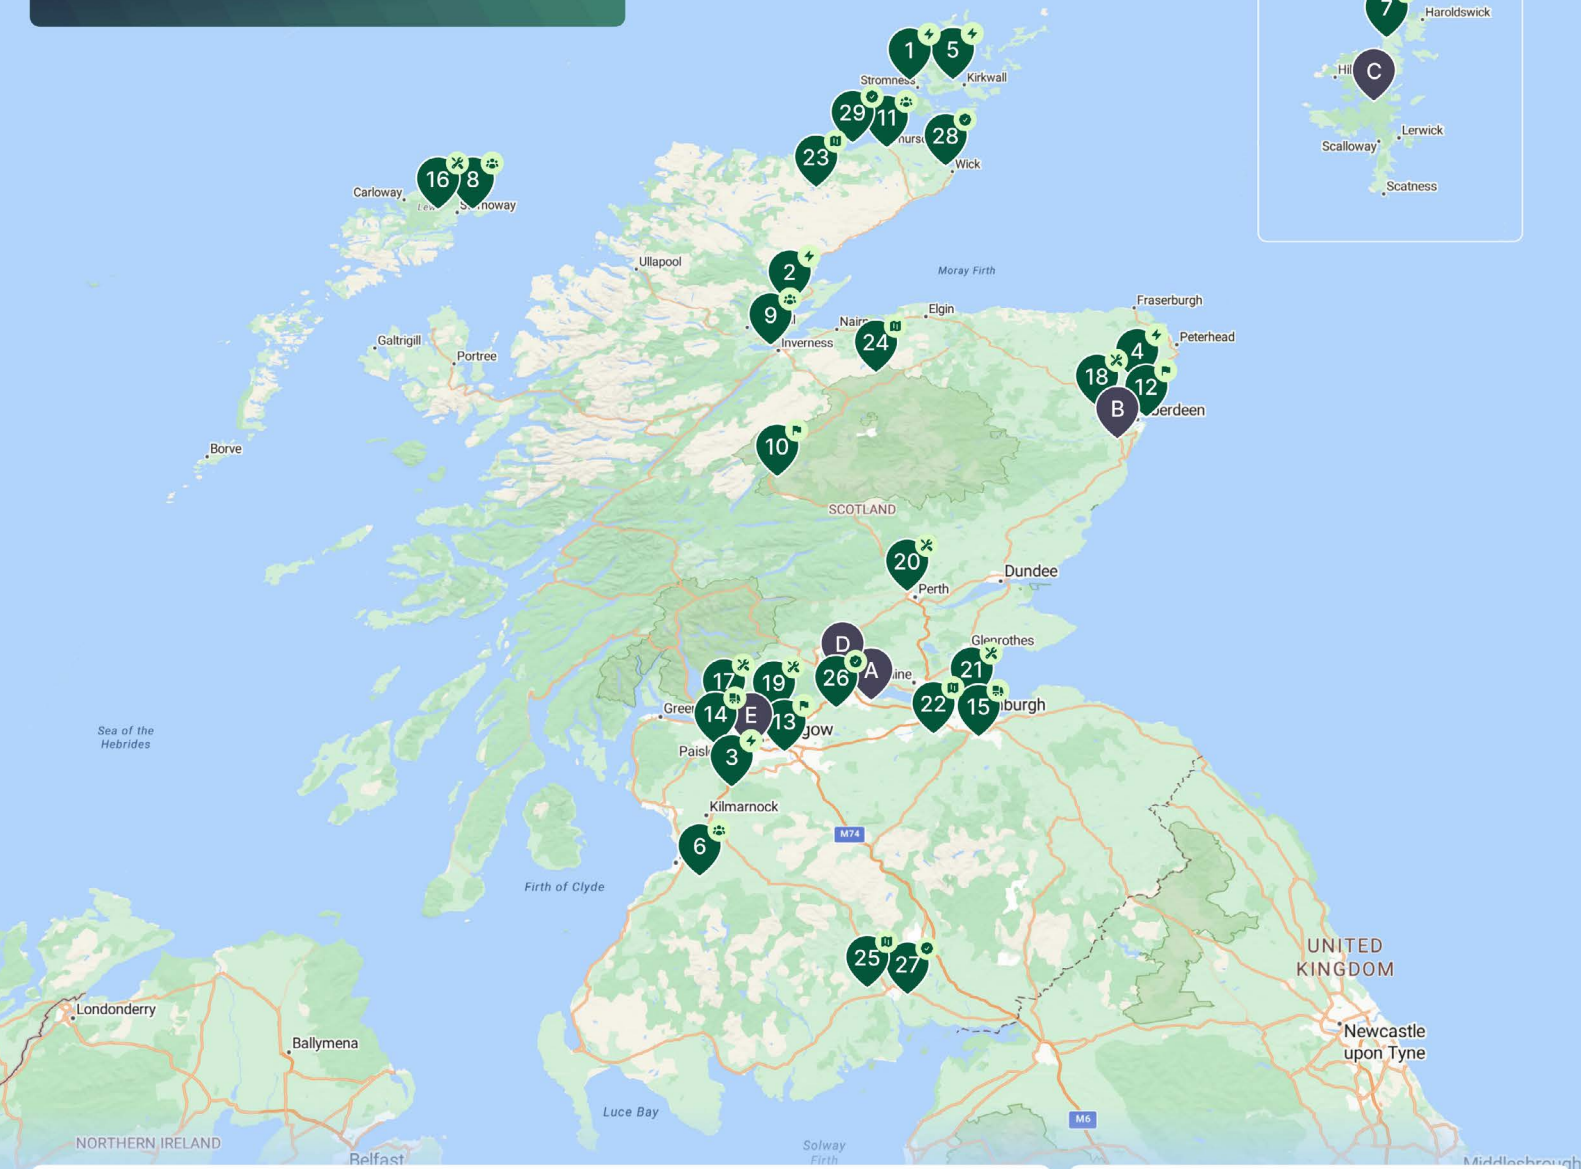 7
Haroldswick
C
Lerwick
Scalloway
Scatness
1
5
Stromness
Kirkwall
29
11
28
23
Wick
16
8
Carloway
Ullapool
2
Moray Firth
9
Nairn
Elgin
Fraserburgh
24
Inverness
Peterhead
Galtrigill
Portree
4
18
12
B
10
Borve
SCOTLAND
20
Dundee
Perth
D
Glenrothes
A
21
17
19
26
22
15
14
E
13
3
Sea of the
Hebrides
Kilmarnock
M74
6
Firth of Clyde
25
27
UNITED
KINGDOM
Londonderry
Newcastle
upon Tyne
Ballymena
Luce Bay
M6
NORTHERN IRELAND
Solway
Firth
Belfast
Middlesbrough